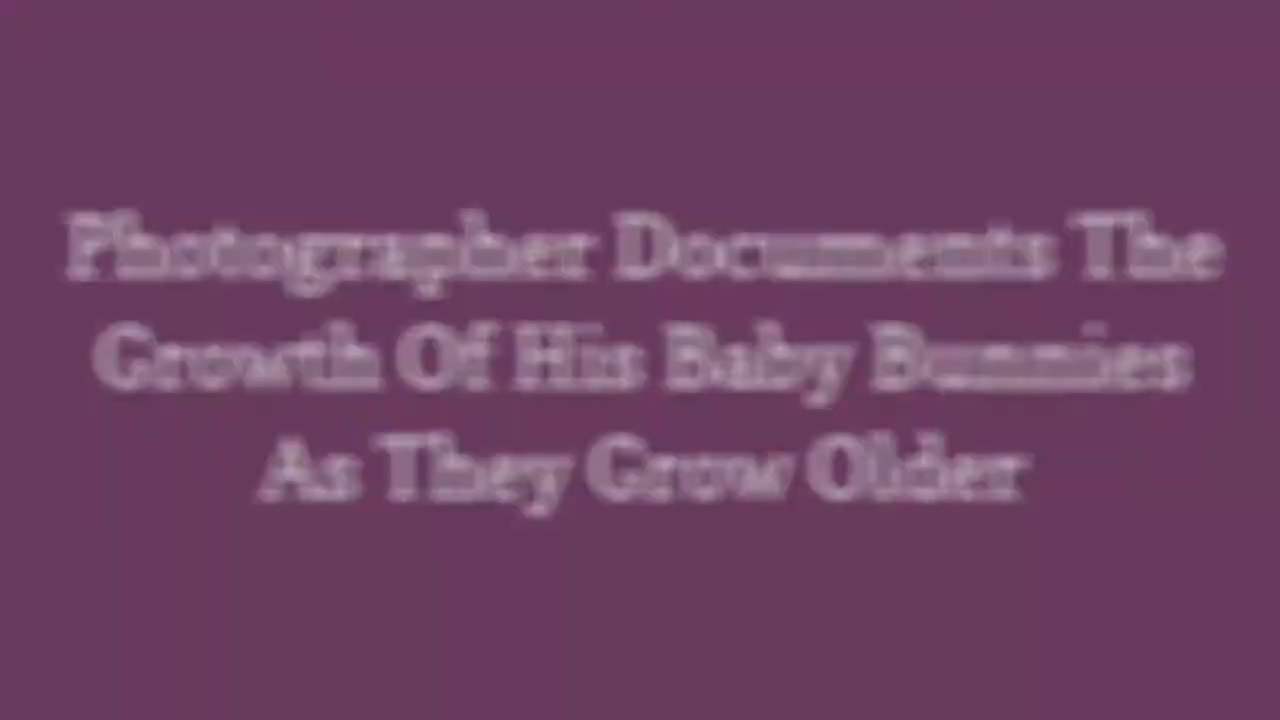 Photographer Documents The
Growth Of His Baby Bunnies
As They Grow Older